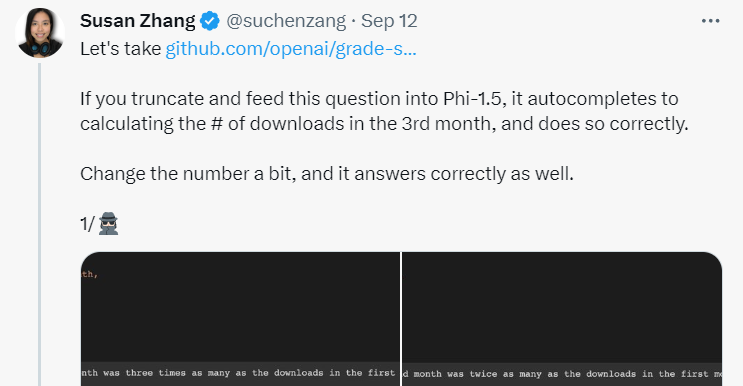 Susan Zhang @suchenzang · Sep 12
Let's take github.com/openai/grade-s...
If you truncate and feed this question into Phi-1.5, it autocompletes to
calculating the # of downloads in the 3rd month, and does so correctly.
Change the number a bit, and it answers correctly as well.
1/
th,
nth was three times as many as the downloads in the first
d month was twice as many as the downloads in the first mo